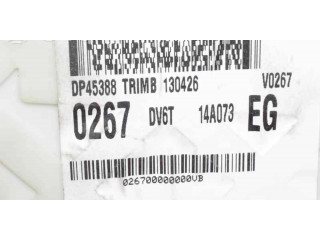 DP45388 TRIMB 130426 V0267
0267 DV6T 14A073 EG
026700000000VB